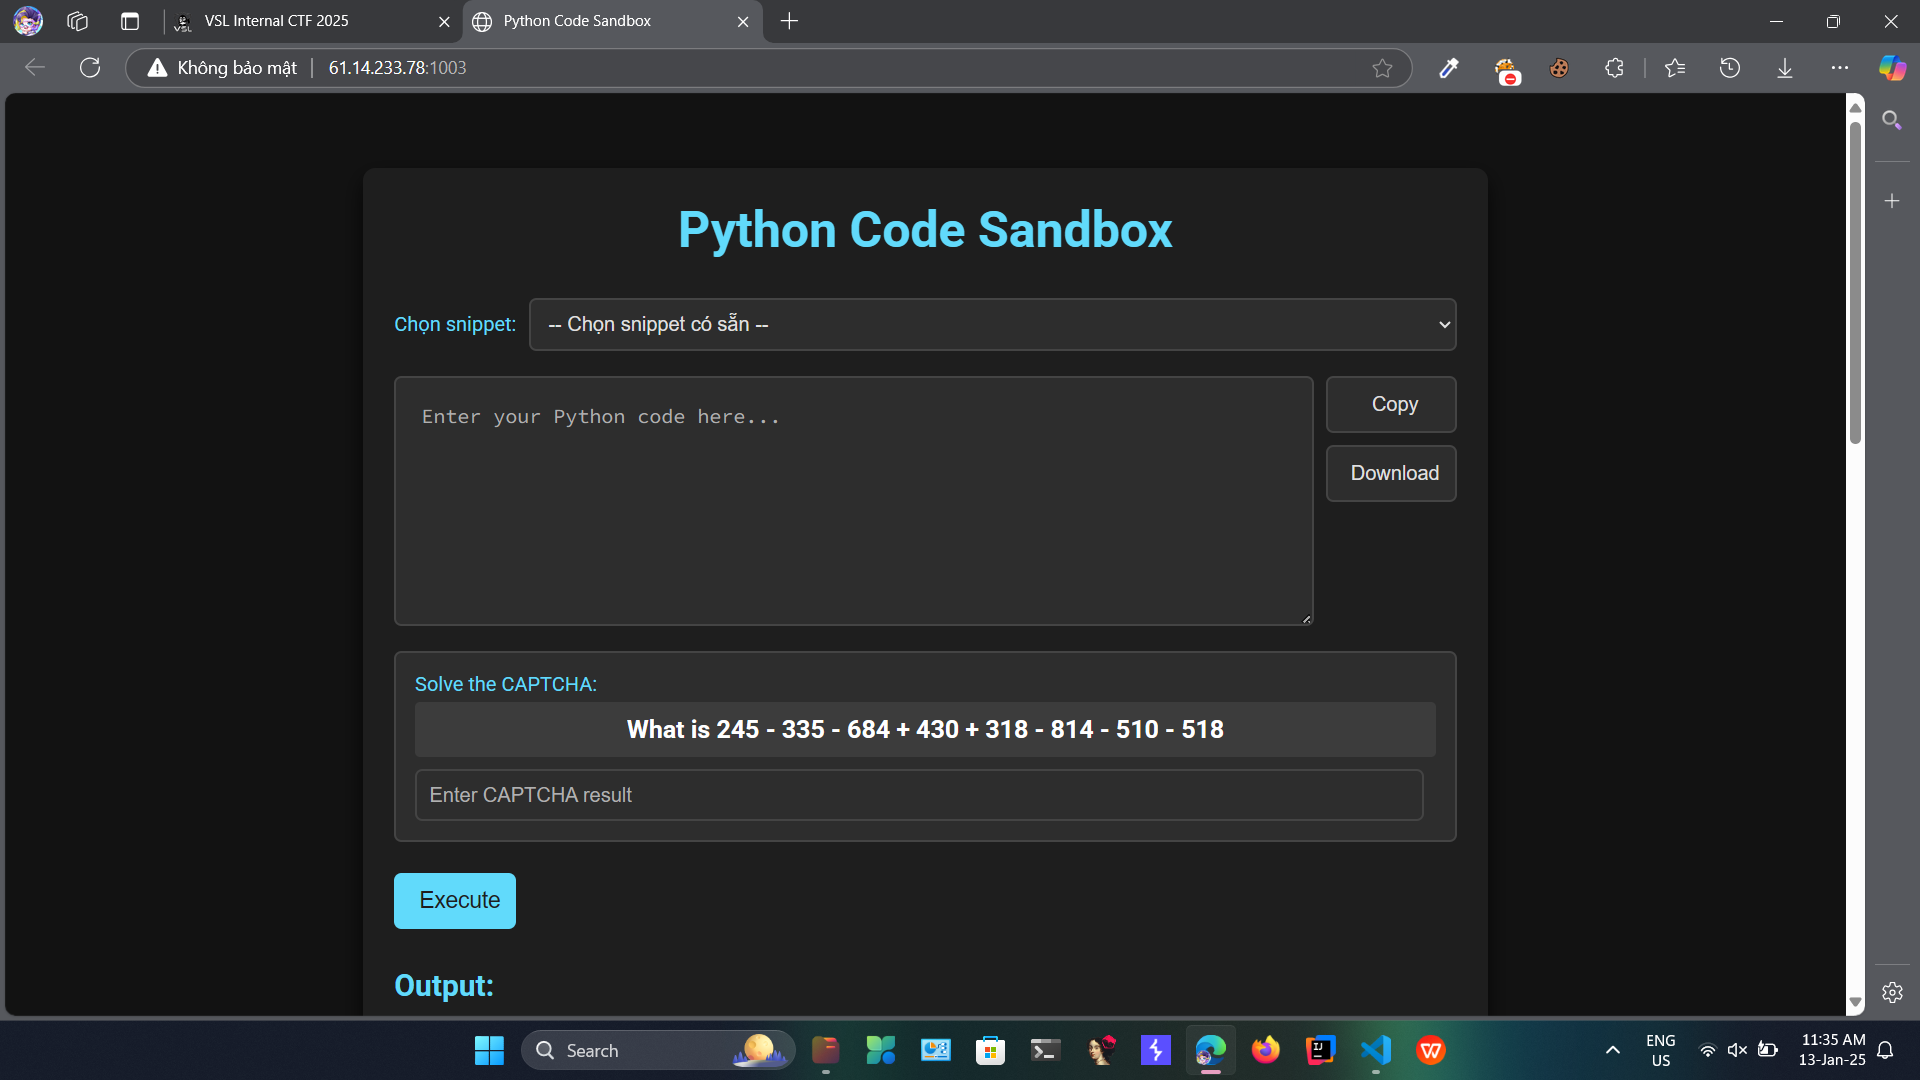 VSL Internal CTF 2025
Python Code Sandbox
Không bảo mật
61.14.233.78:1003
Python Code Sandbox
Chọn snippet:
-- Chọn snippet có sẵn --
Enter your Python code here...
Copy
Download
Solve the CAPTCHA:
What is 245 - 335 - 684 + 430 + 318 - 814 - 510 - 518
Enter CAPTCHA result
Execute
Output:
Search
ENG
US
11:35 AM
13-Jan-25